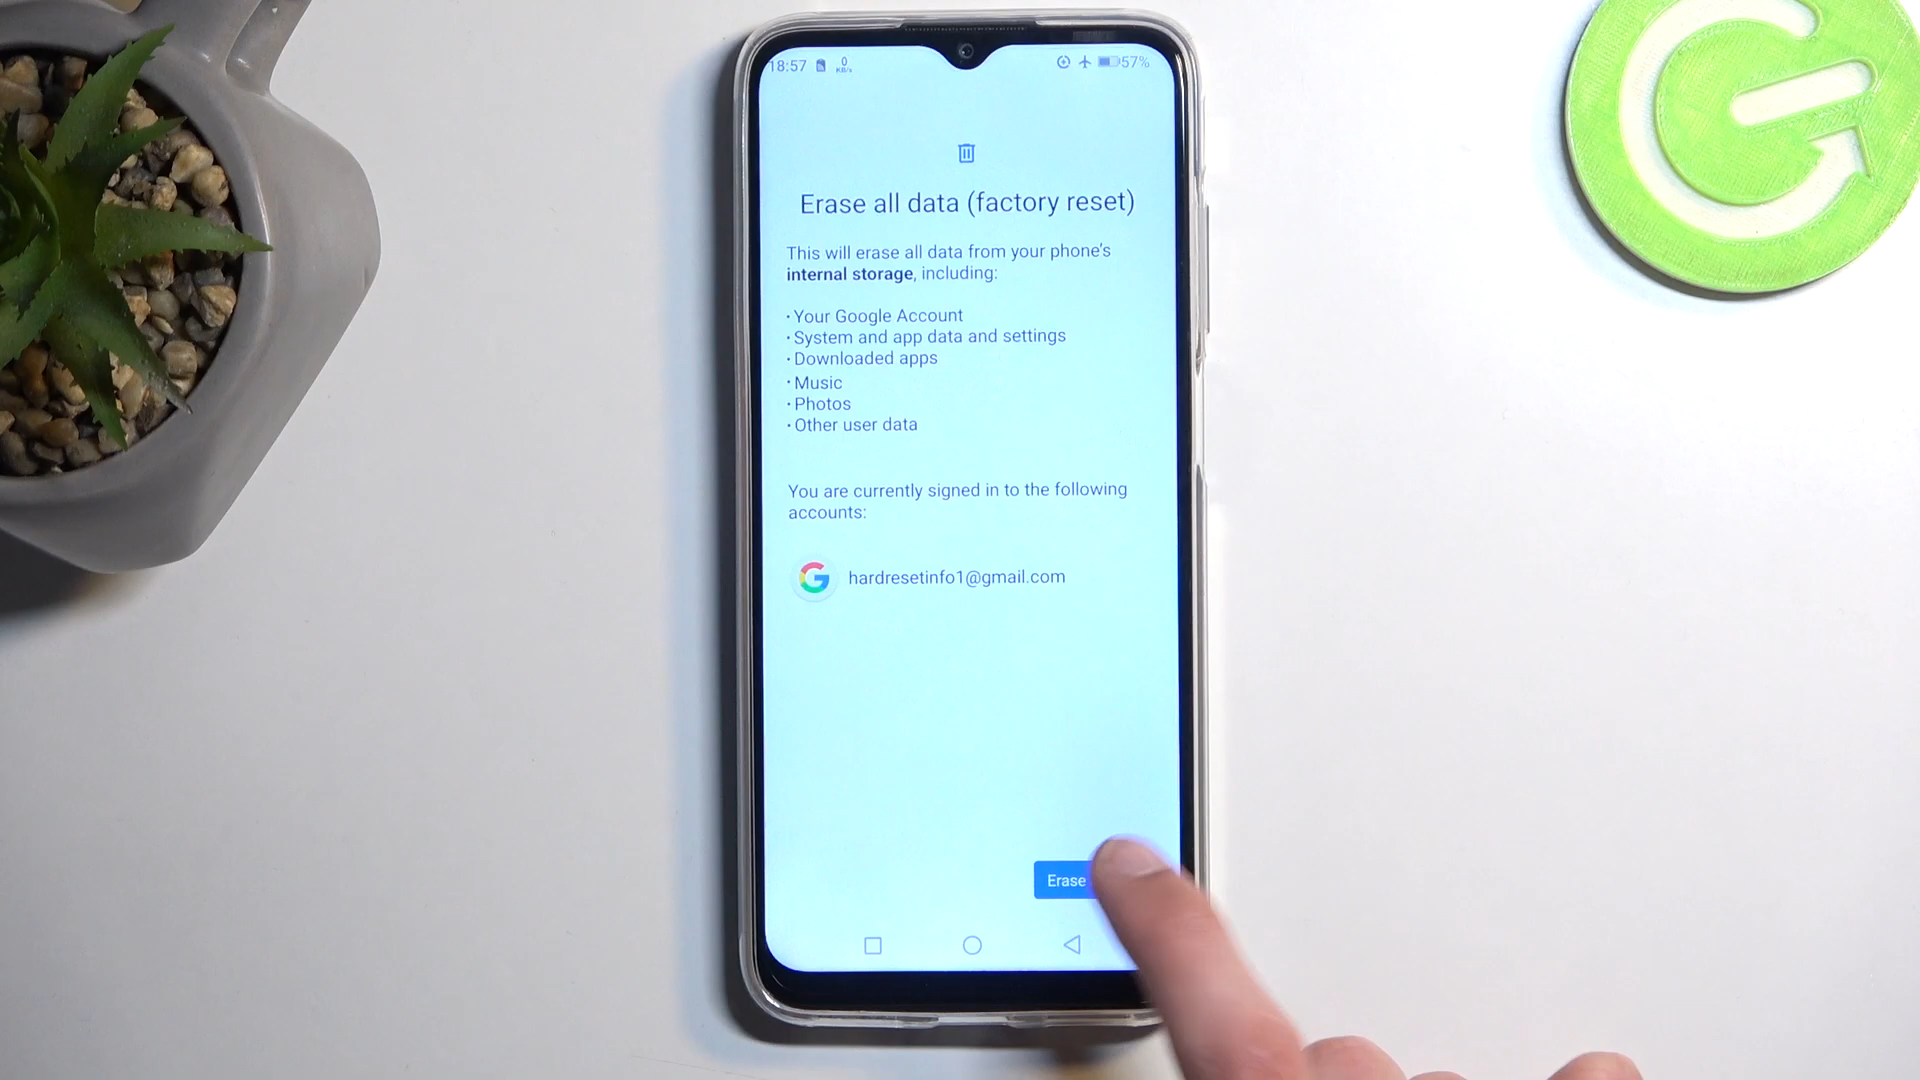 18:57 0 KB/s 57%
Erase all data (factory reset)
This will erase all data from your phone's
internal storage, including:
· Your Google Account
· System and app data and settings
· Downloaded apps
· Music
· Photos
· Other user data
You are currently signed in to the following
accounts:
hardresetinfo1@gmail.com
Erase